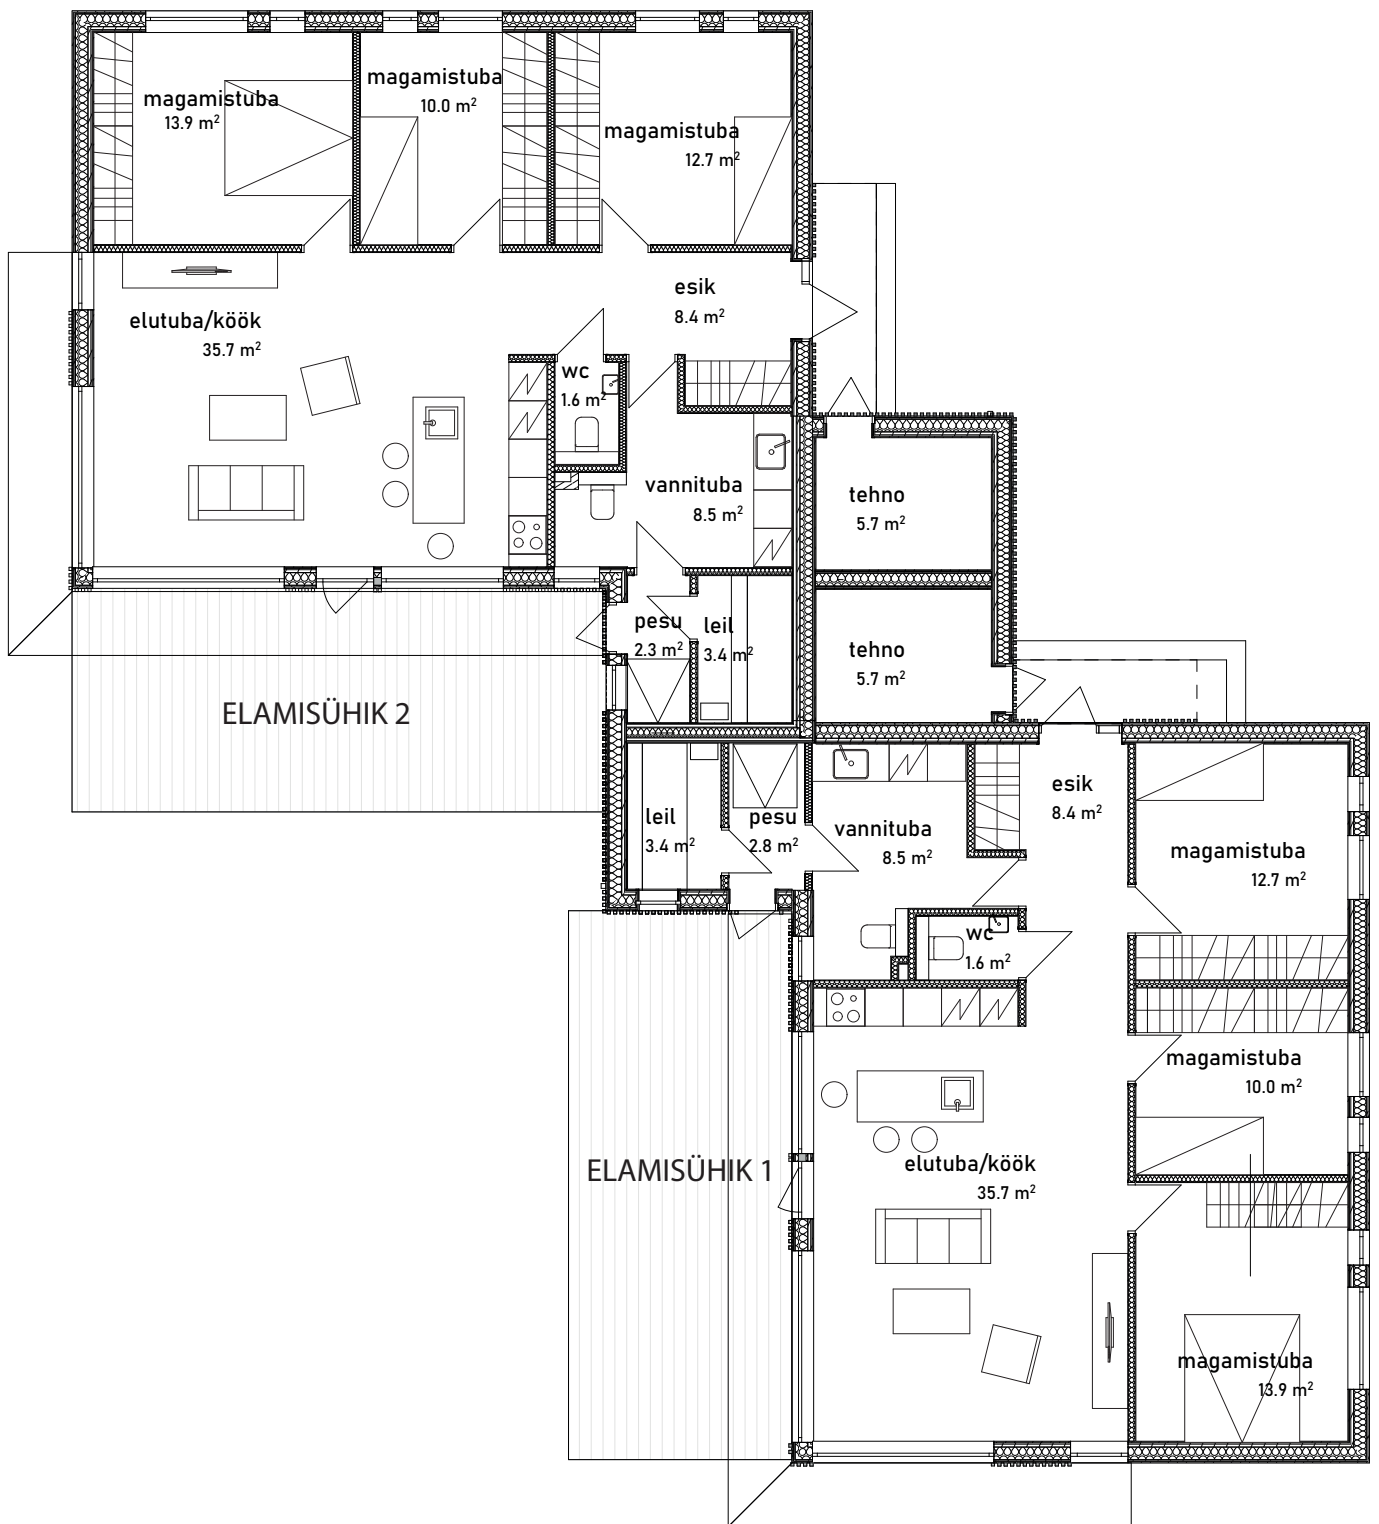 magamistuba
13.9 m²
magamistuba
10.0 m²
magamistuba
12.7 m²
esik
8.4 m²
elutuba/köök
35.7 m²
wc
1.6 m²
vannituba
8.5 m²
tehno
5.7 m²
pesu
2.3 m²
leil
3.4 m²
tehno
5.7 m²
ELAMISÜHIK 2
leil
3.4 m²
pesu
2.8 m²
vannituba
8.5 m²
esik
8.4 m²
magamistuba
12.7 m²
wc
1.6 m²
magamistuba
10.0 m²
ELAMISÜHIK 1
elutuba/köök
35.7 m²
magamistuba
13.9 m²